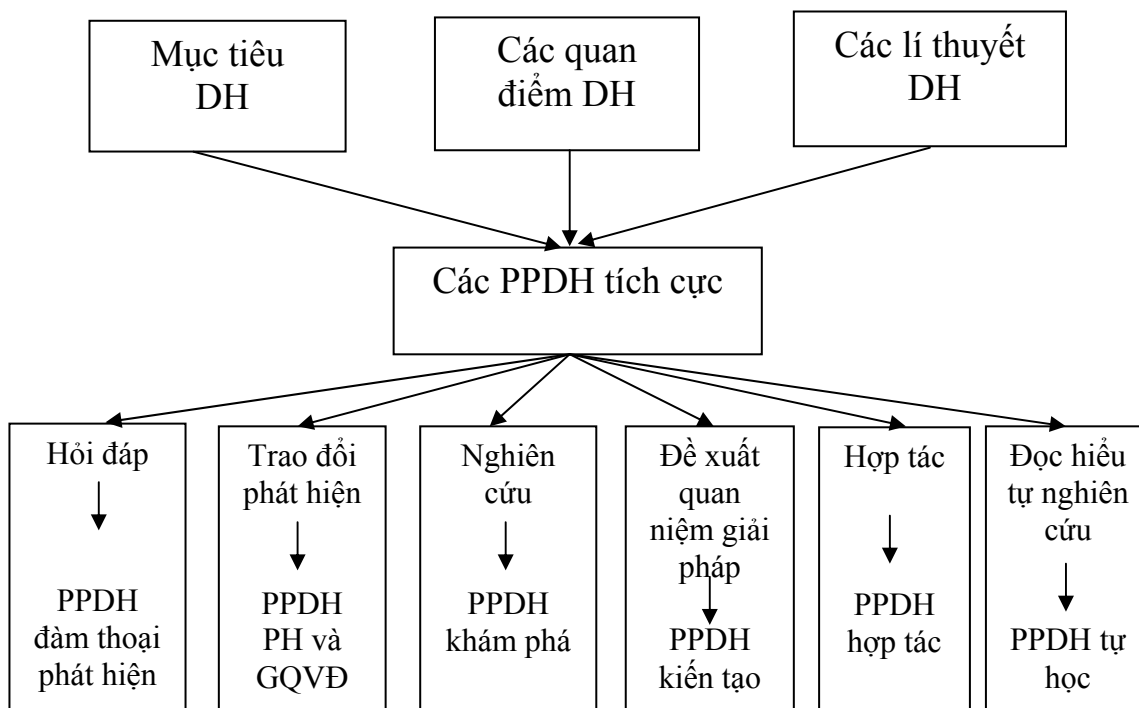 Mục tiêu
DH
Các quan
điểm DH
Các lí thuyết
DH
Các PPDH tích cực
Hỏi đáp
PPDH
đàm thoại
phát hiện
Trao đổi
phát hiện
PPDH
PH và
GQVĐ
Nghiên
cứu
PPDH
khám phá
Đề xuất
quan
niệm giải
pháp
PPDH
kiến tạo
Hợp tác
PPDH
hợp tác
Đọc hiểu
tự nghiên
cứu
PPDH tự
học